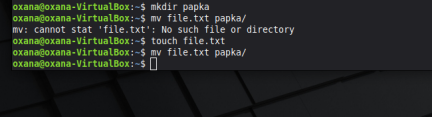 oxana@oxana-VirtualBox:~$ mkdir papka
oxana@oxana-VirtualBox:~$ mv file.txt papka/
mv: cannot stat 'file.txt': No such file or directory
oxana@oxana-VirtualBox:~$ touch file.txt
oxana@oxana-VirtualBox:~$ mv file.txt papka/
oxana@oxana-VirtualBox:~$